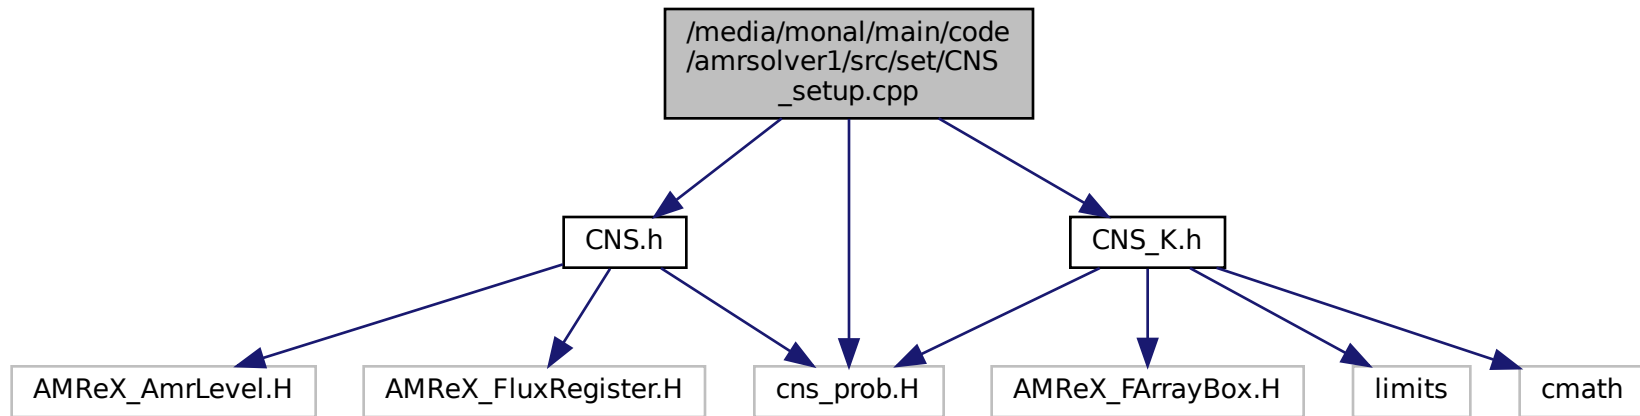 /media/monal/main/code
/amrsolver1/src/set/CNS
_setup.cpp
CNS.h
CNS_K.h
AMReX_AmrLevel.H
AMReX_FluxRegister.H
cns_prob.H
AMReX_FArrayBox.H
limits
cmath